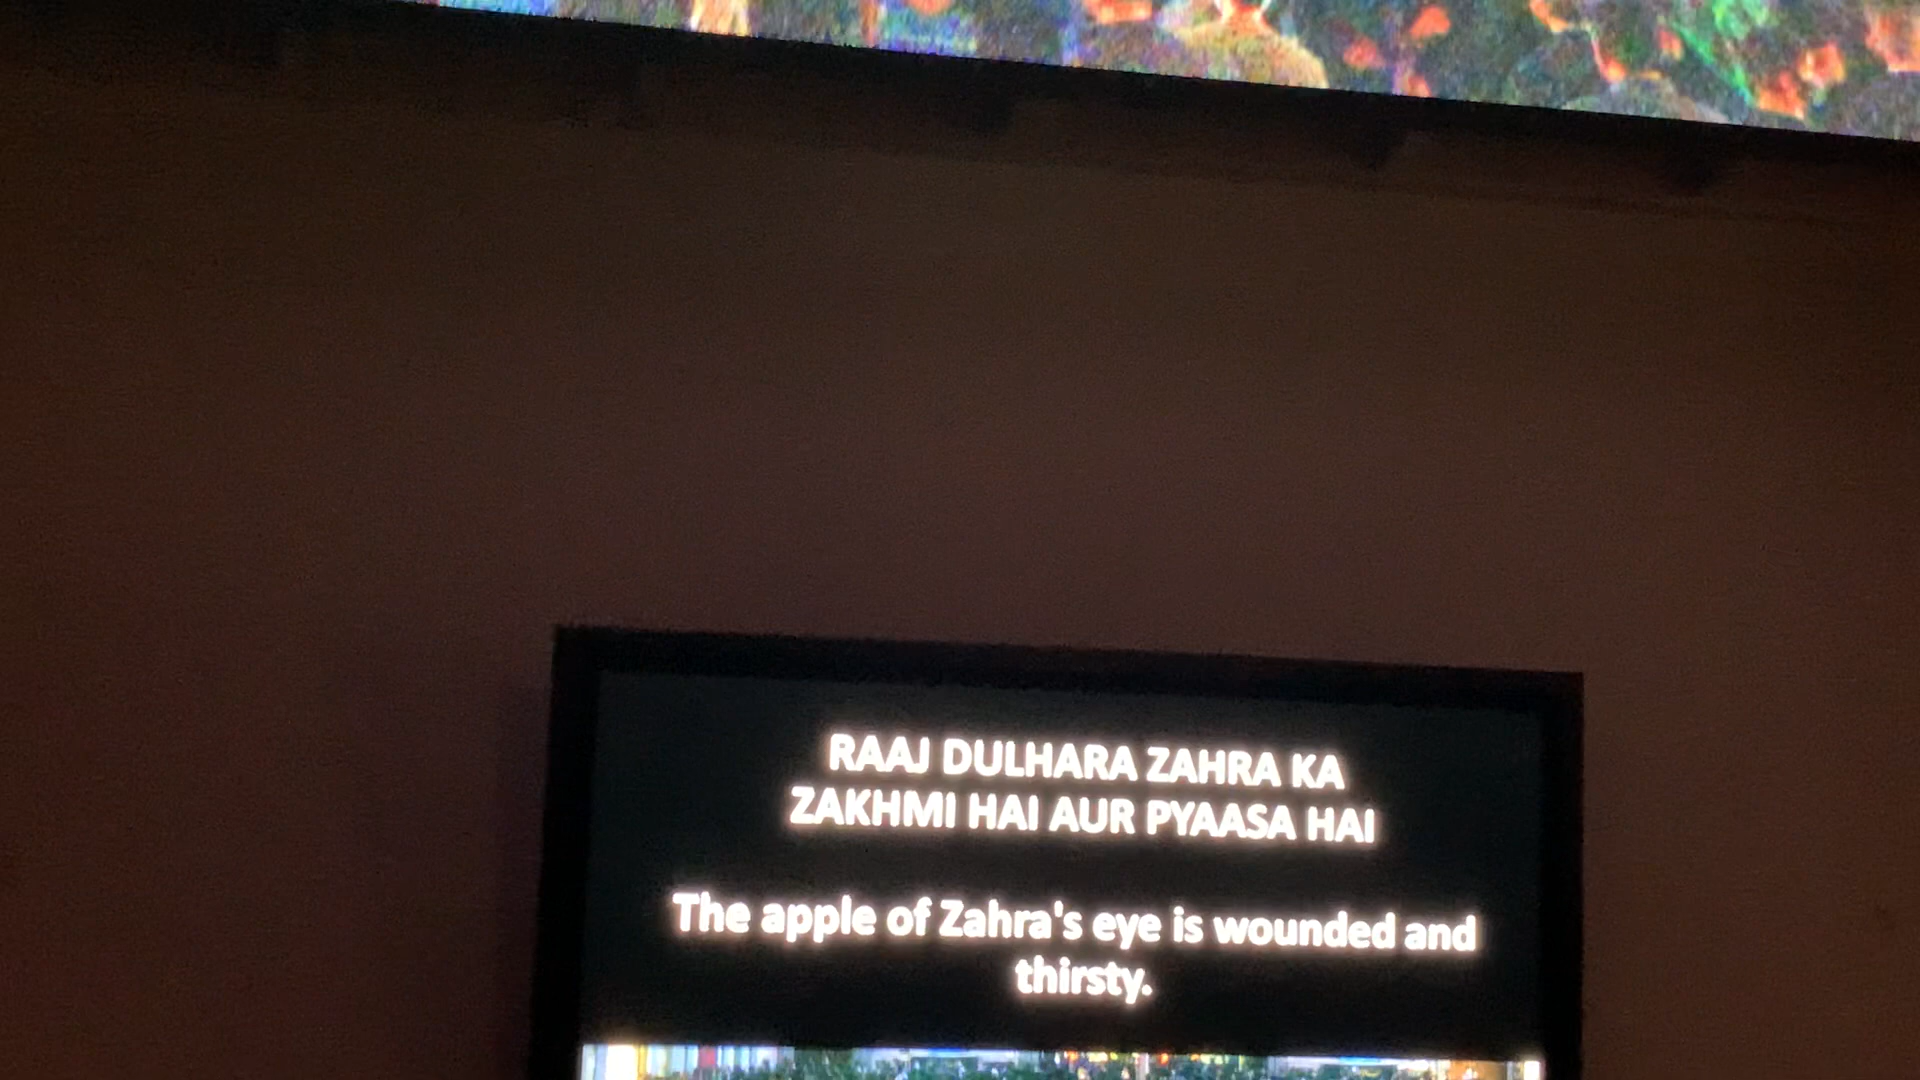 RAAJ DULHARA ZAHRA KA
ZAKHMI HAI AUR PYAASA HAI
The apple of Zahra's eye is wounded and
thirsty.